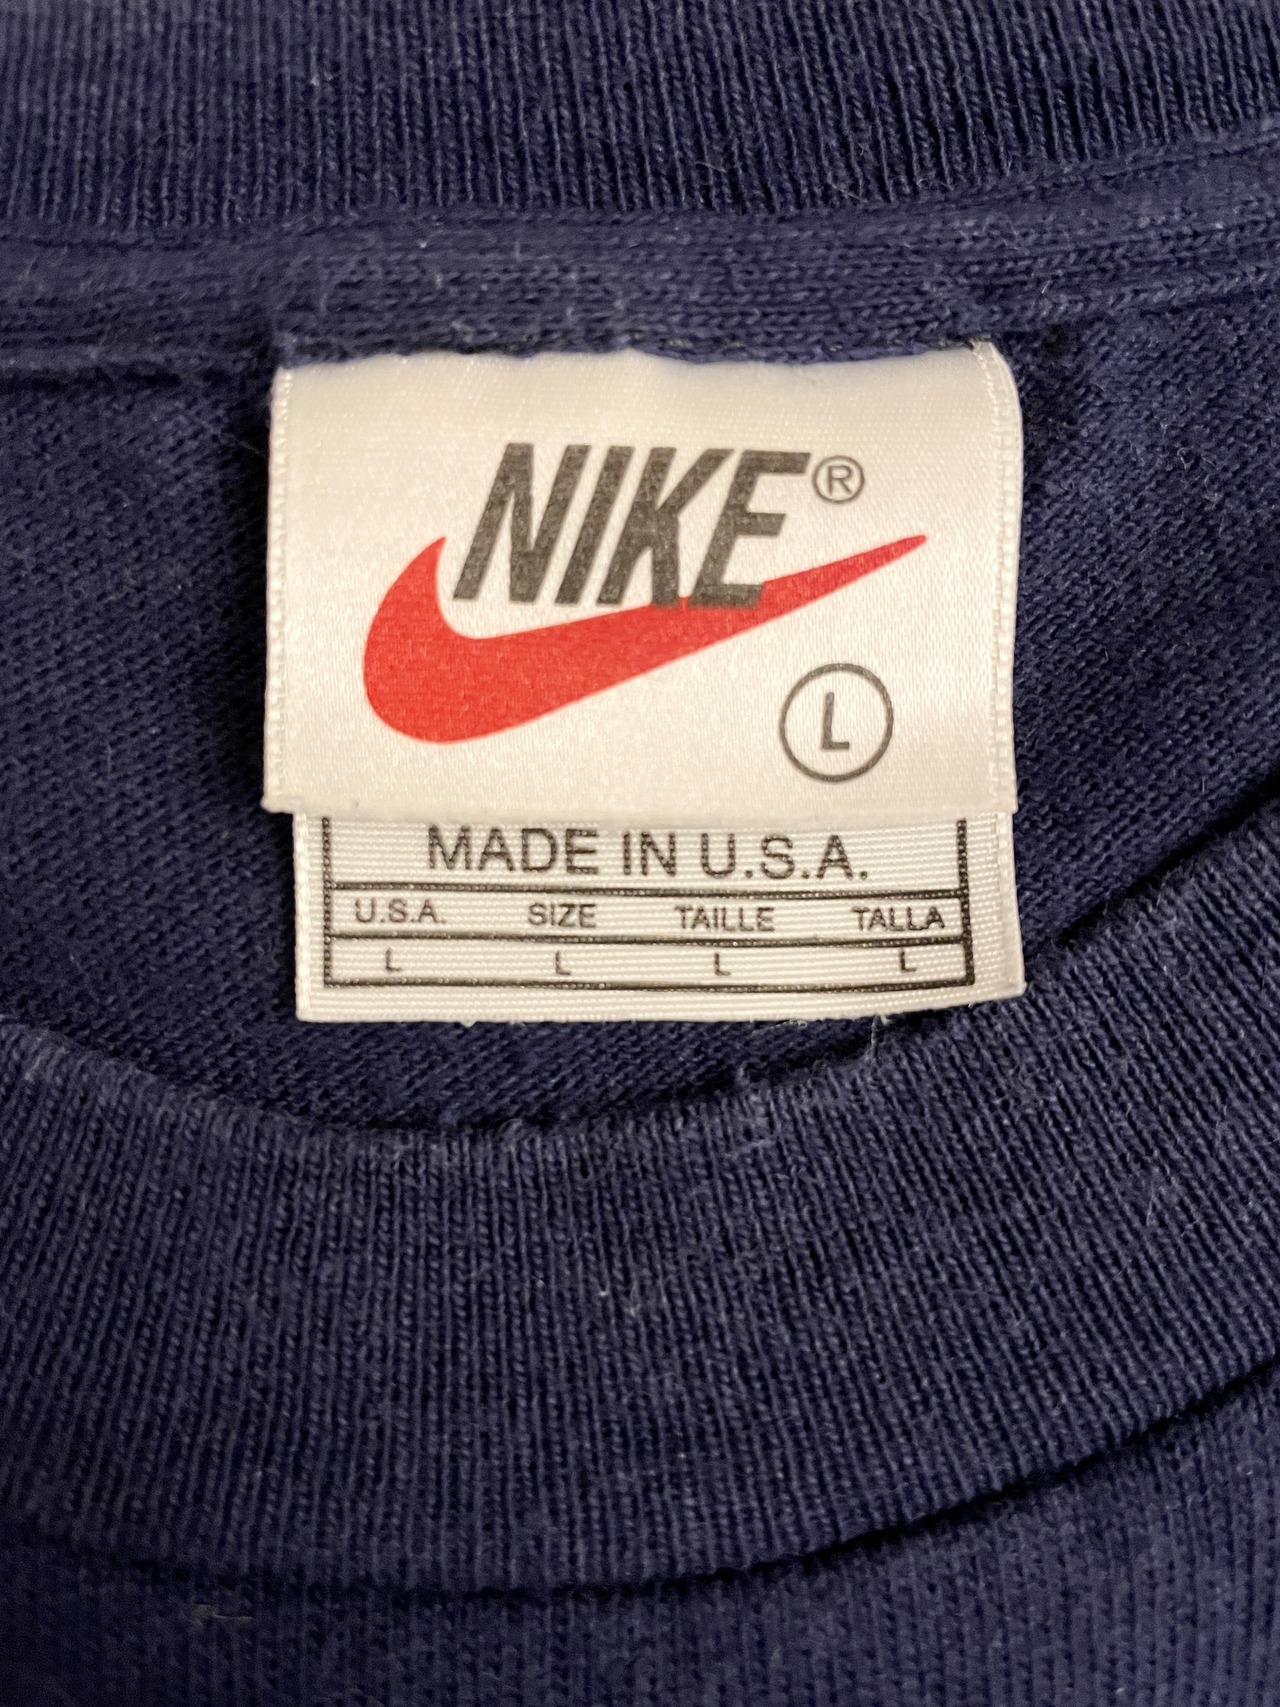 NIKE®
L
MADE IN U.S.A.
U.S.A. SIZE TAILLE TALLA
L L L L